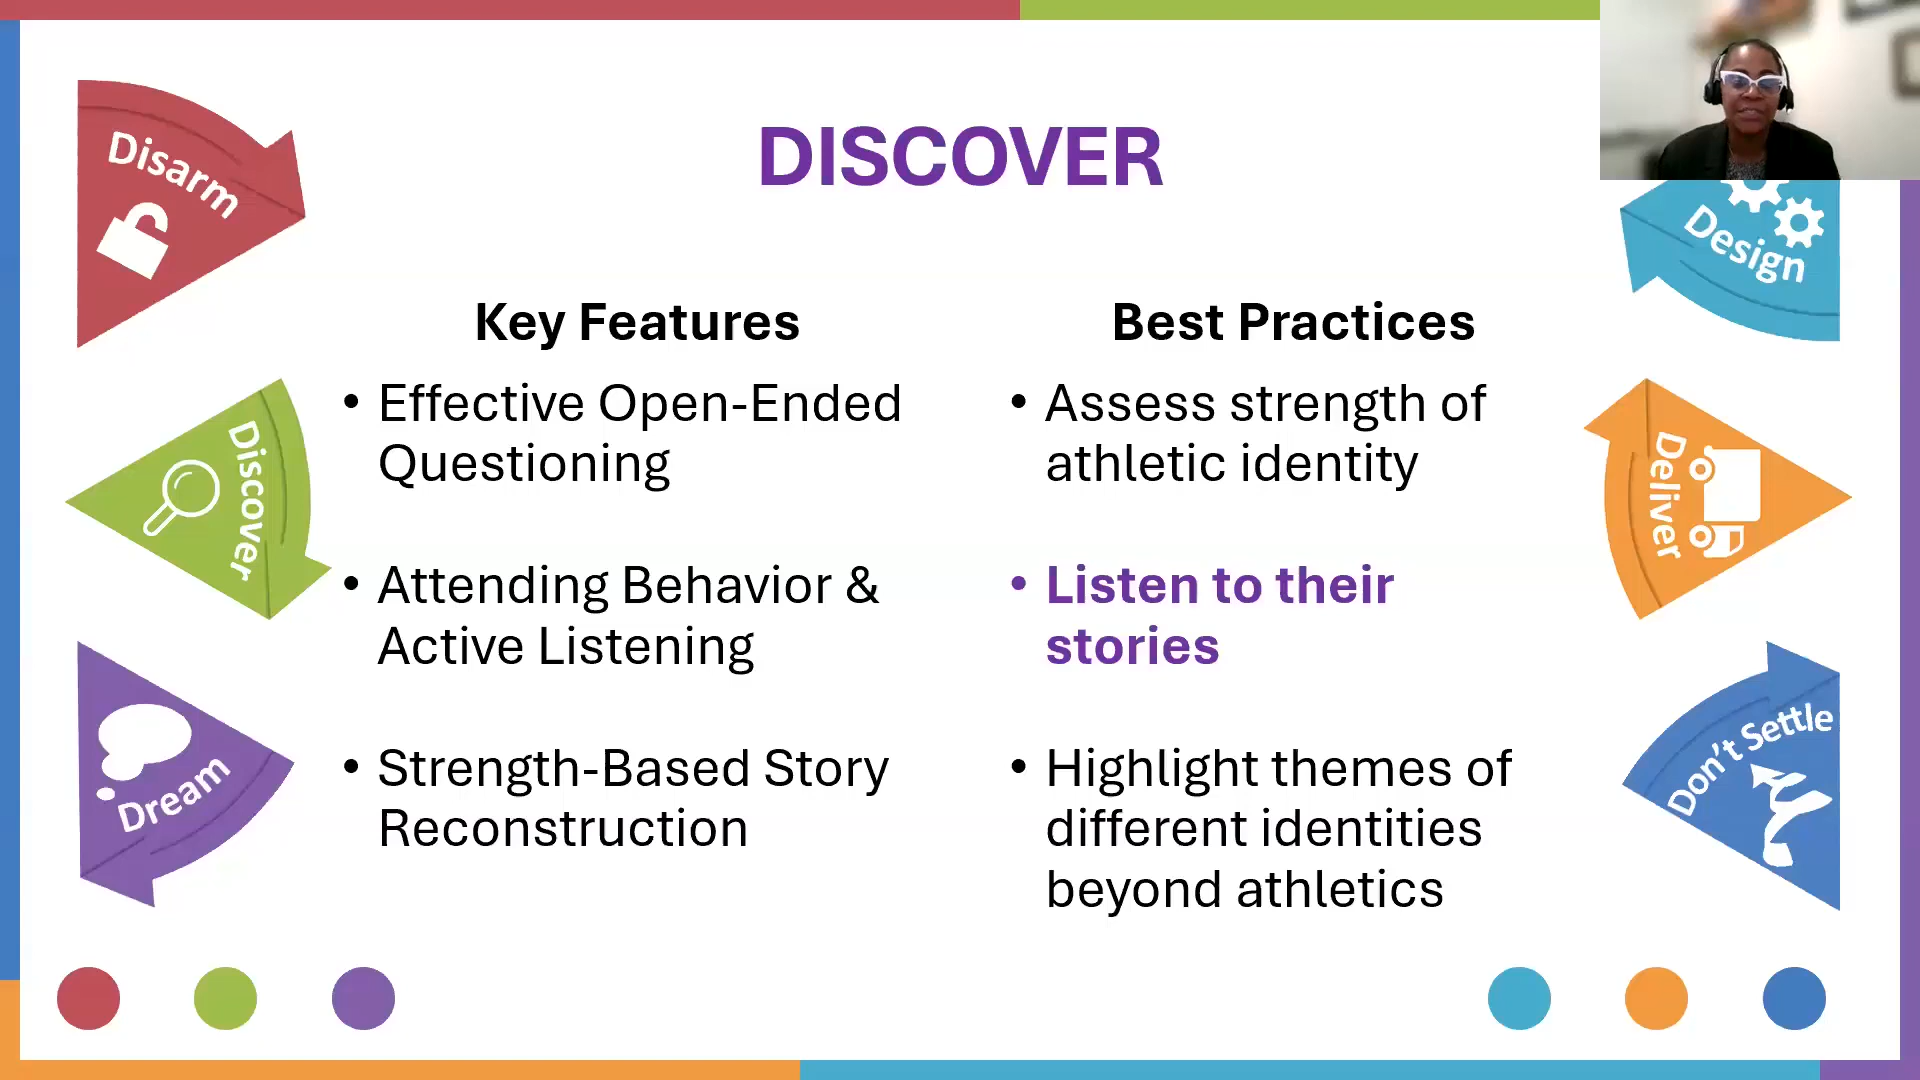 DISCOVER
Disarm
Discover
Dream
Key Features
• Effective Open-Ended
Questioning
• Attending Behavior &
Active Listening
• Strength-Based Story
Reconstruction
Best Practices
• Assess strength of
athletic identity
• Listen to their
stories
• Highlight themes of
different identities
beyond athletics
Design
Deliver
Don't Settle